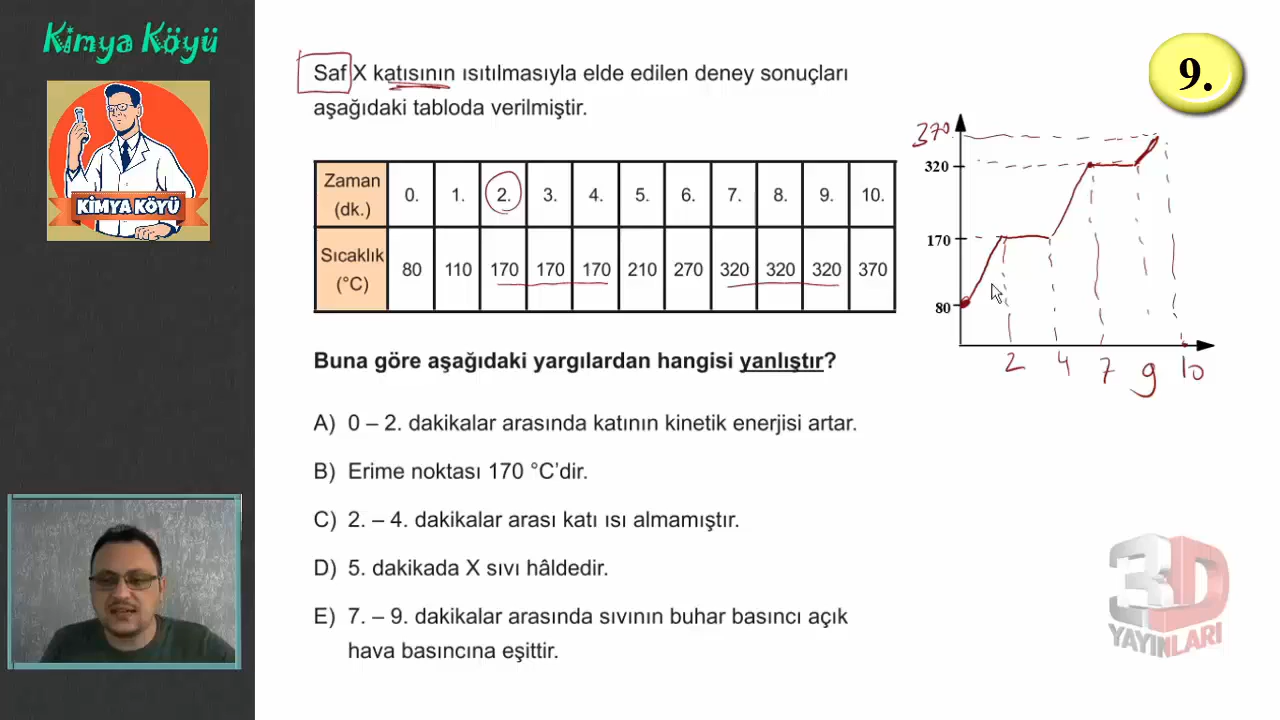 Kimya Köyü
KİMYA KÖYÜ
9.
Saf X katısının ısıtılmasıyla elde edilen deney sonuçları
aşağıdaki tabloda verilmiştir.
Zaman (dk.) 0. 1. 2. 3. 4. 5. 6. 7. 8. 9. 10.
Sıcaklık (°C) 80 110 170 170 170 210 270 320 320 320 370
370
320
170
80
2 4 7 9 10
Buna göre aşağıdaki yargılardan hangisi yanlıştır?
A) 0 – 2. dakikalar arasında katının kinetik enerjisi artar.
B) Erime noktası 170 °C’dir.
C) 2. – 4. dakikalar arası katı ısı almamıştır.
D) 5. dakikada X sıvı hâldedir.
E) 7. – 9. dakikalar arasında sıvının buhar basıncı açık
hava basıncına eşittir.
3D
YAYINLARI